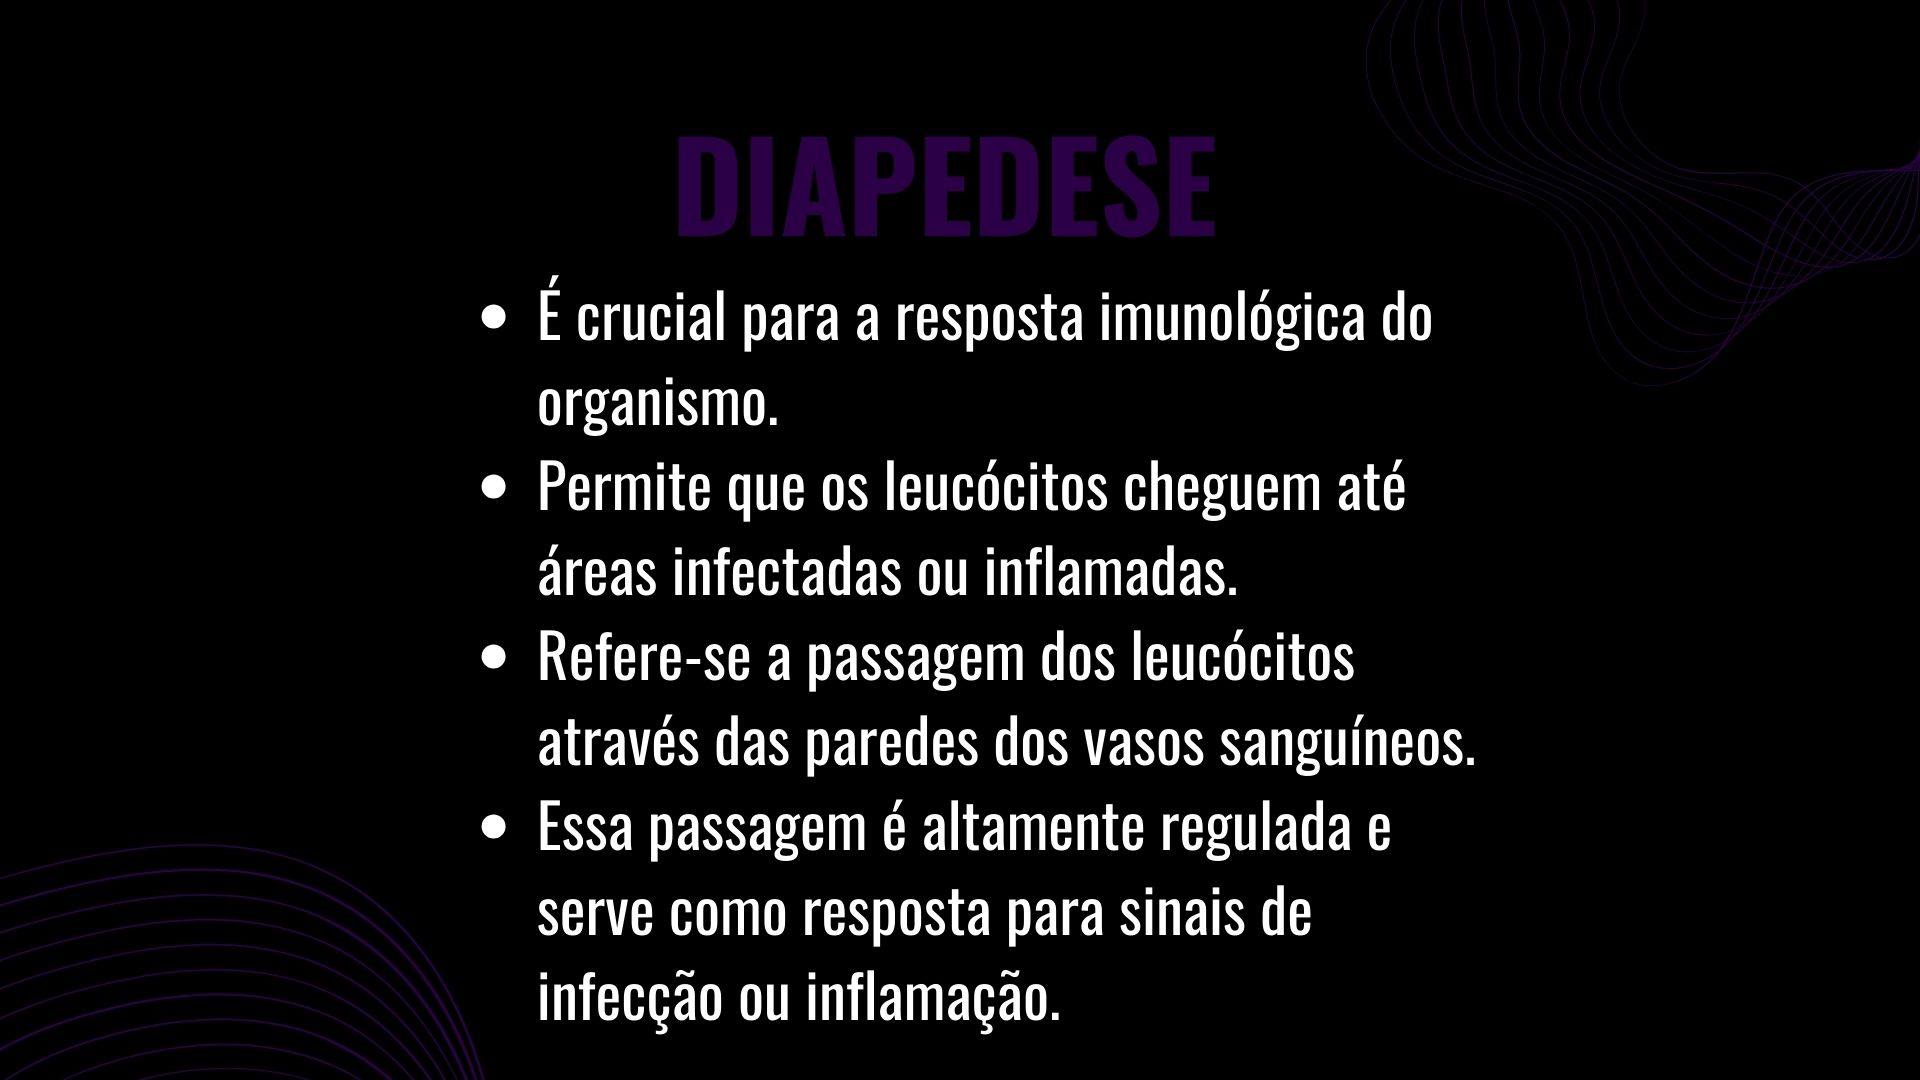 DIAPEDESE
• É crucial para a resposta imunológica do
organismo.
• Permite que os leucócitos cheguem até
áreas infectadas ou inflamadas.
• Refere-se a passagem dos leucócitos
através das paredes dos vasos sanguíneos.
• Essa passagem é altamente regulada e
serve como resposta para sinais de
infecção ou inflamação.